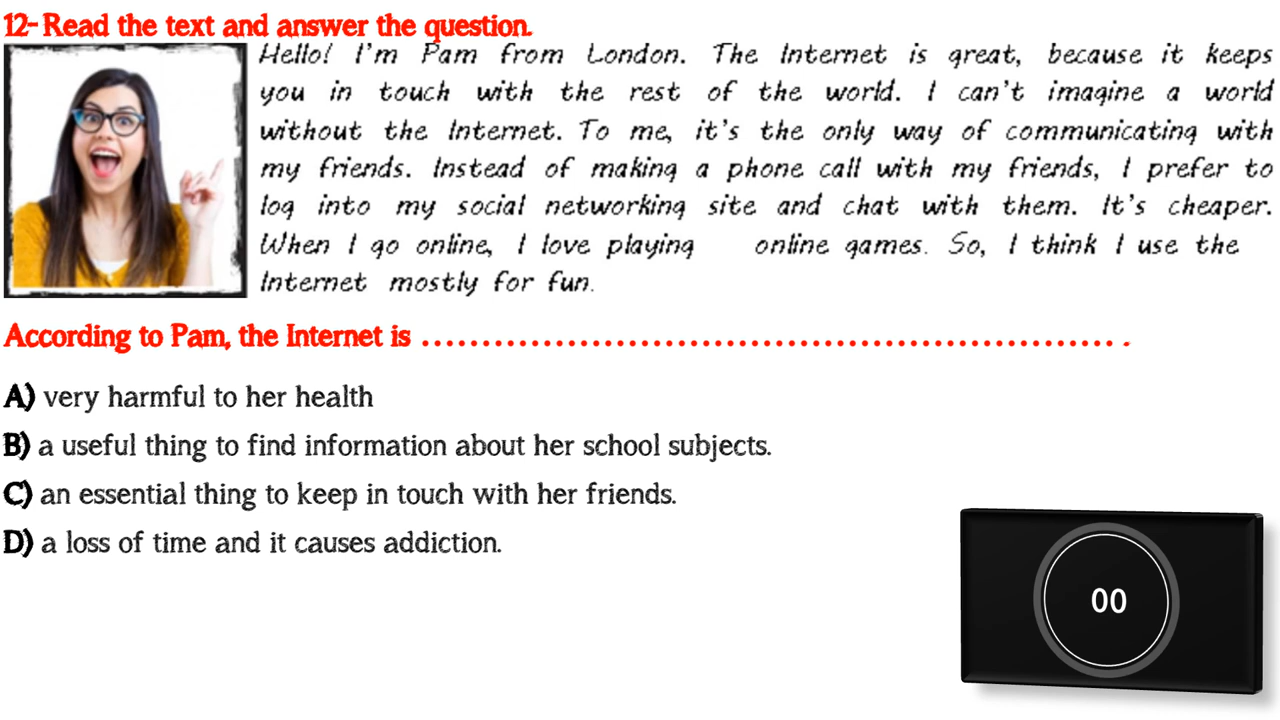 12- Read the text and answer the question.
Hello! I'm Pam from London. The Internet is great, because it keeps
you in touch with the rest of the world. I can't imagine a world
without the Internet. To me, it's the only way of communicating with
my friends. Instead of making a phone call with my friends, I prefer to
log into my social networking site and chat with them. It's cheaper.
When I go online, I love playing online games. So, I think I use the
Internet mostly for fun.
According to Pam, the Internet is ......................................................... .
A) very harmful to her health
B) a useful thing to find information about her school subjects.
C) an essential thing to keep in touch with her friends.
D) a loss of time and it causes addiction.
00